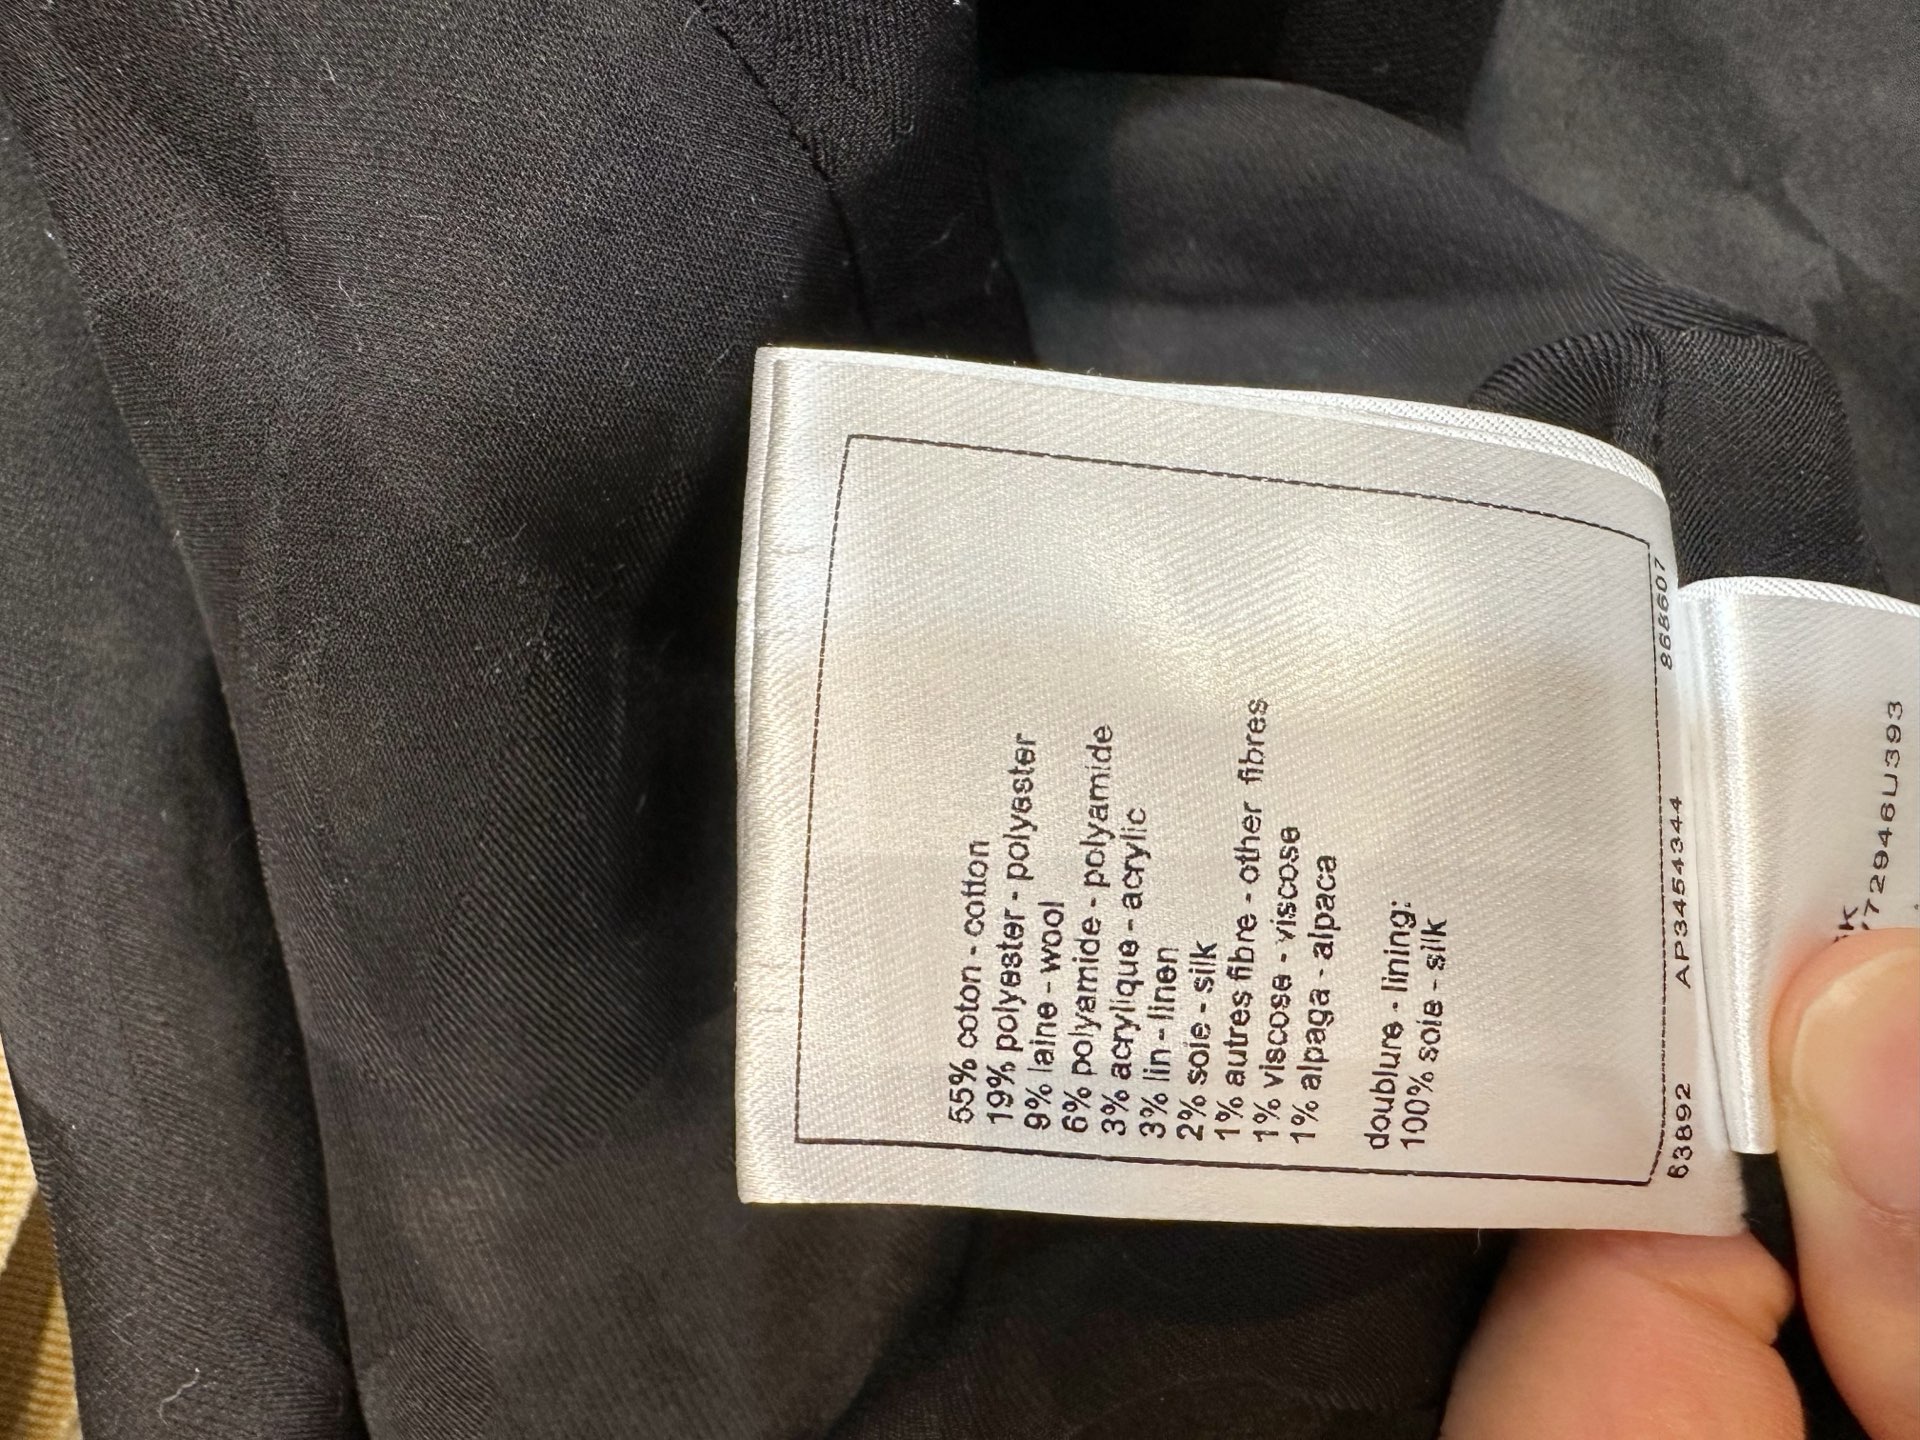 55% coton - cotton
19% polyester - polyester
9% laine - wool
6% polyamide - polyamide
3% acrylique - acrylic
3% lin - linen
2% soie - silk
1% autres fibre - other fibres
1% viscose - viscose
1% alpaga - alpaca
doublure - lining:
100% soie - silk
63892 AP3454344 868607
72946U393